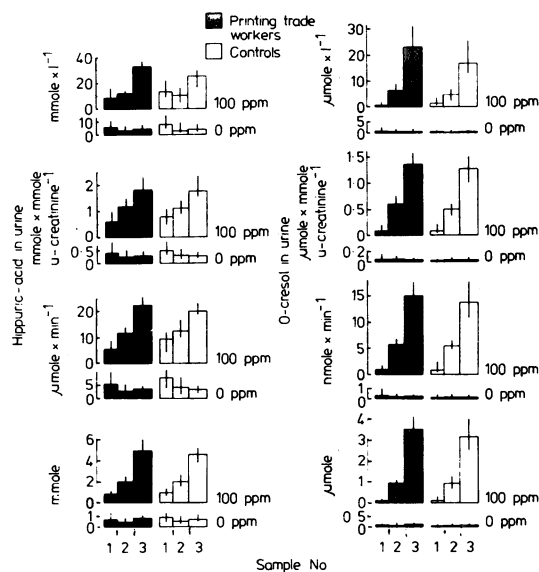 Printing trade
workers
Controls
Hippuric-acid in urine
mmole × l⁻¹
40
20
0
100 ppm
10
0
0 ppm
mmole × mmole
u-creatinine⁻¹
2
1
0
100 ppm
0·5
0
0 ppm
µmole × min⁻¹
20
10
0
100 ppm
5
0
0 ppm
mmole
6
4
2
0
100 ppm
1
0
0 ppm
1 2 3 1 2 3
O-cresol in urine
µmole × l⁻¹
30
20
10
0
100 ppm
5
0
0 ppm
µmole × mmole
u-creatinine⁻¹
1·5
1·0
0·5
0
100 ppm
0·2
0
0 ppm
nmole × min⁻¹
15
10
5
0
100 ppm
1
0
0 ppm
µmole
4
3
2
1
0
100 ppm
0 5
0
0 ppm
1 2 3 1 2 3
Sample No